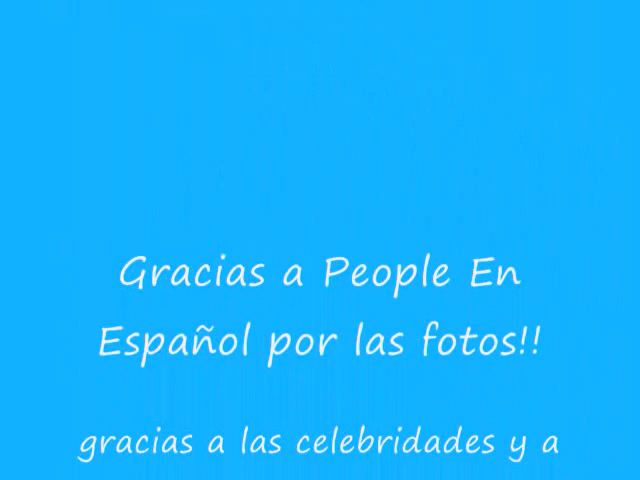 Gracias a People En
Español por las fotos!!
gracias a las celebridades y a